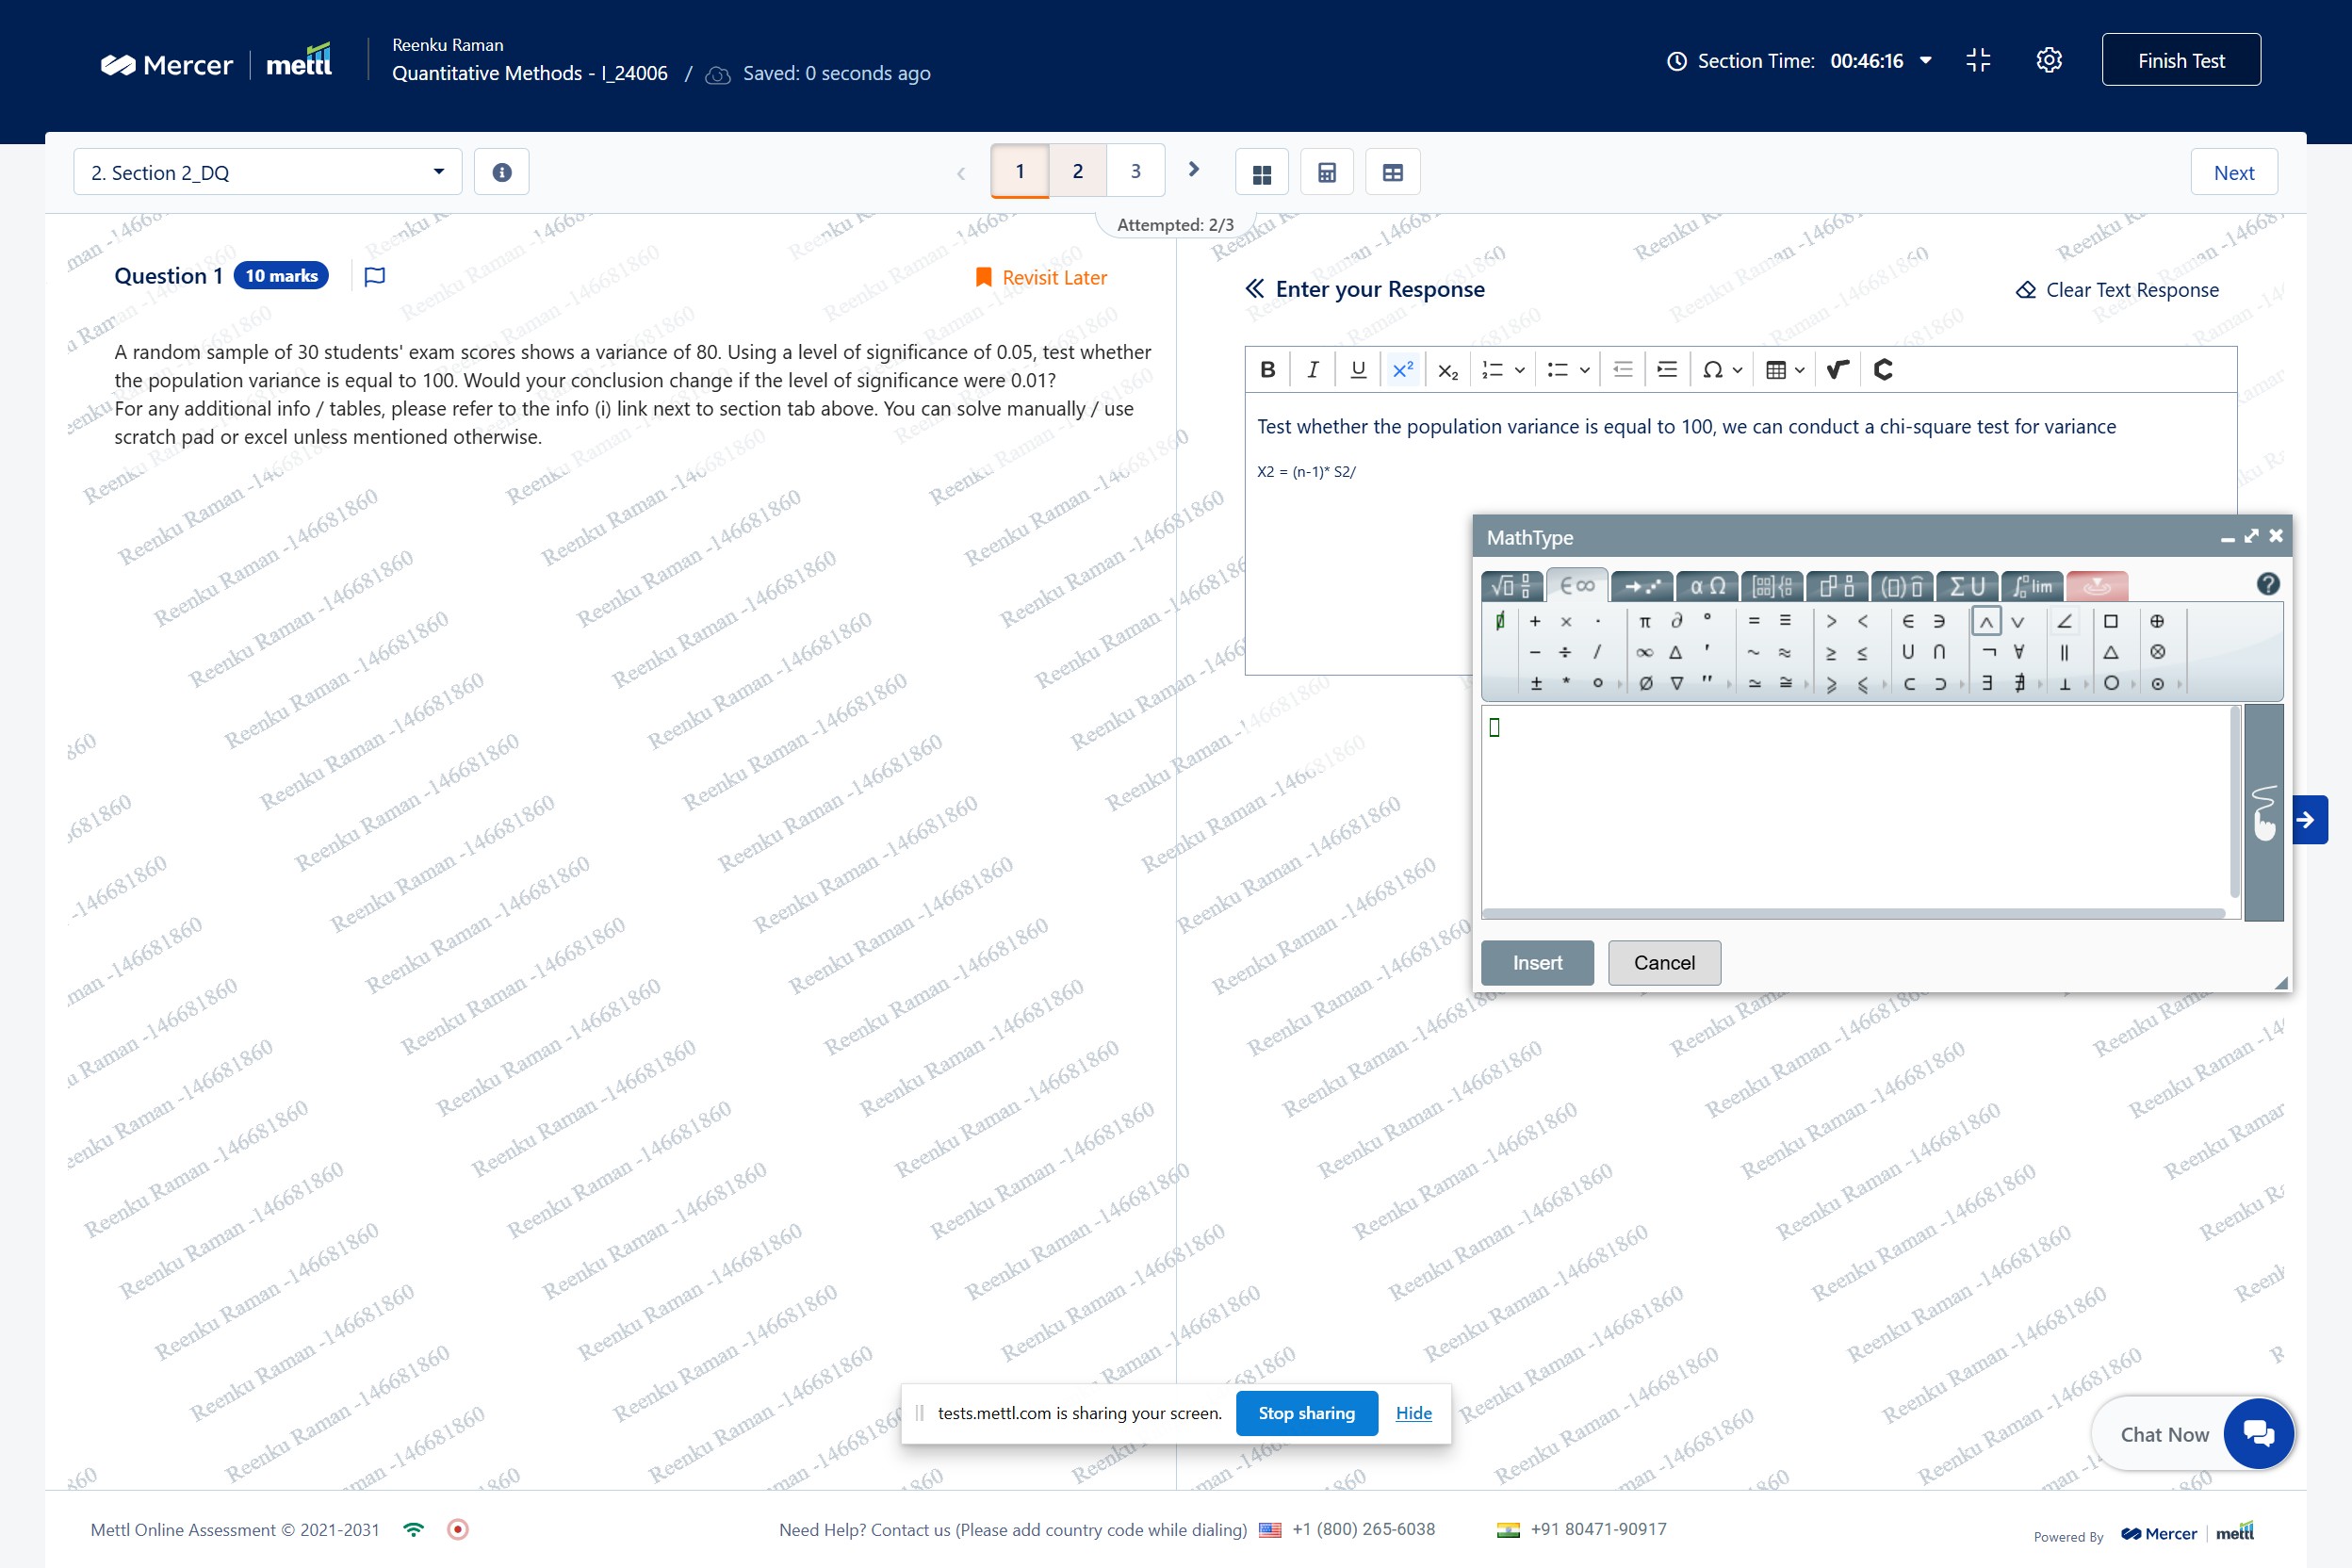 Mercer | mettl
Reenku Raman
Quantitative Methods - I_24006 / Saved: 0 seconds ago
Section Time: 00:46:16
Finish Test
2. Section 2_DQ
1 2 3
Next
Attempted: 2/3
Question 1 10 marks
Revisit Later
A random sample of 30 students' exam scores shows a variance of 80. Using a level of significance of 0.05, test whether
the population variance is equal to 100. Would your conclusion change if the level of significance were 0.01?
For any additional info / tables, please refer to the info (i) link next to section tab above. You can solve manually / use
scratch pad or excel unless mentioned otherwise.
Enter your Response
Clear Text Response
B I U x² x₂ Ω
Test whether the population variance is equal to 100, we can conduct a chi-square test for variance
X2 = (n-1)* S2/
MathType
Insert
Cancel
Reenku Raman -146681860
tests.mettl.com is sharing your screen.
Stop sharing
Hide
Chat Now
Mettl Online Assessment © 2021-2031
Need Help? Contact us (Please add country code while dialing) +1 (800) 265-6038 +91 80471-90917
Powered By Mercer | mettl